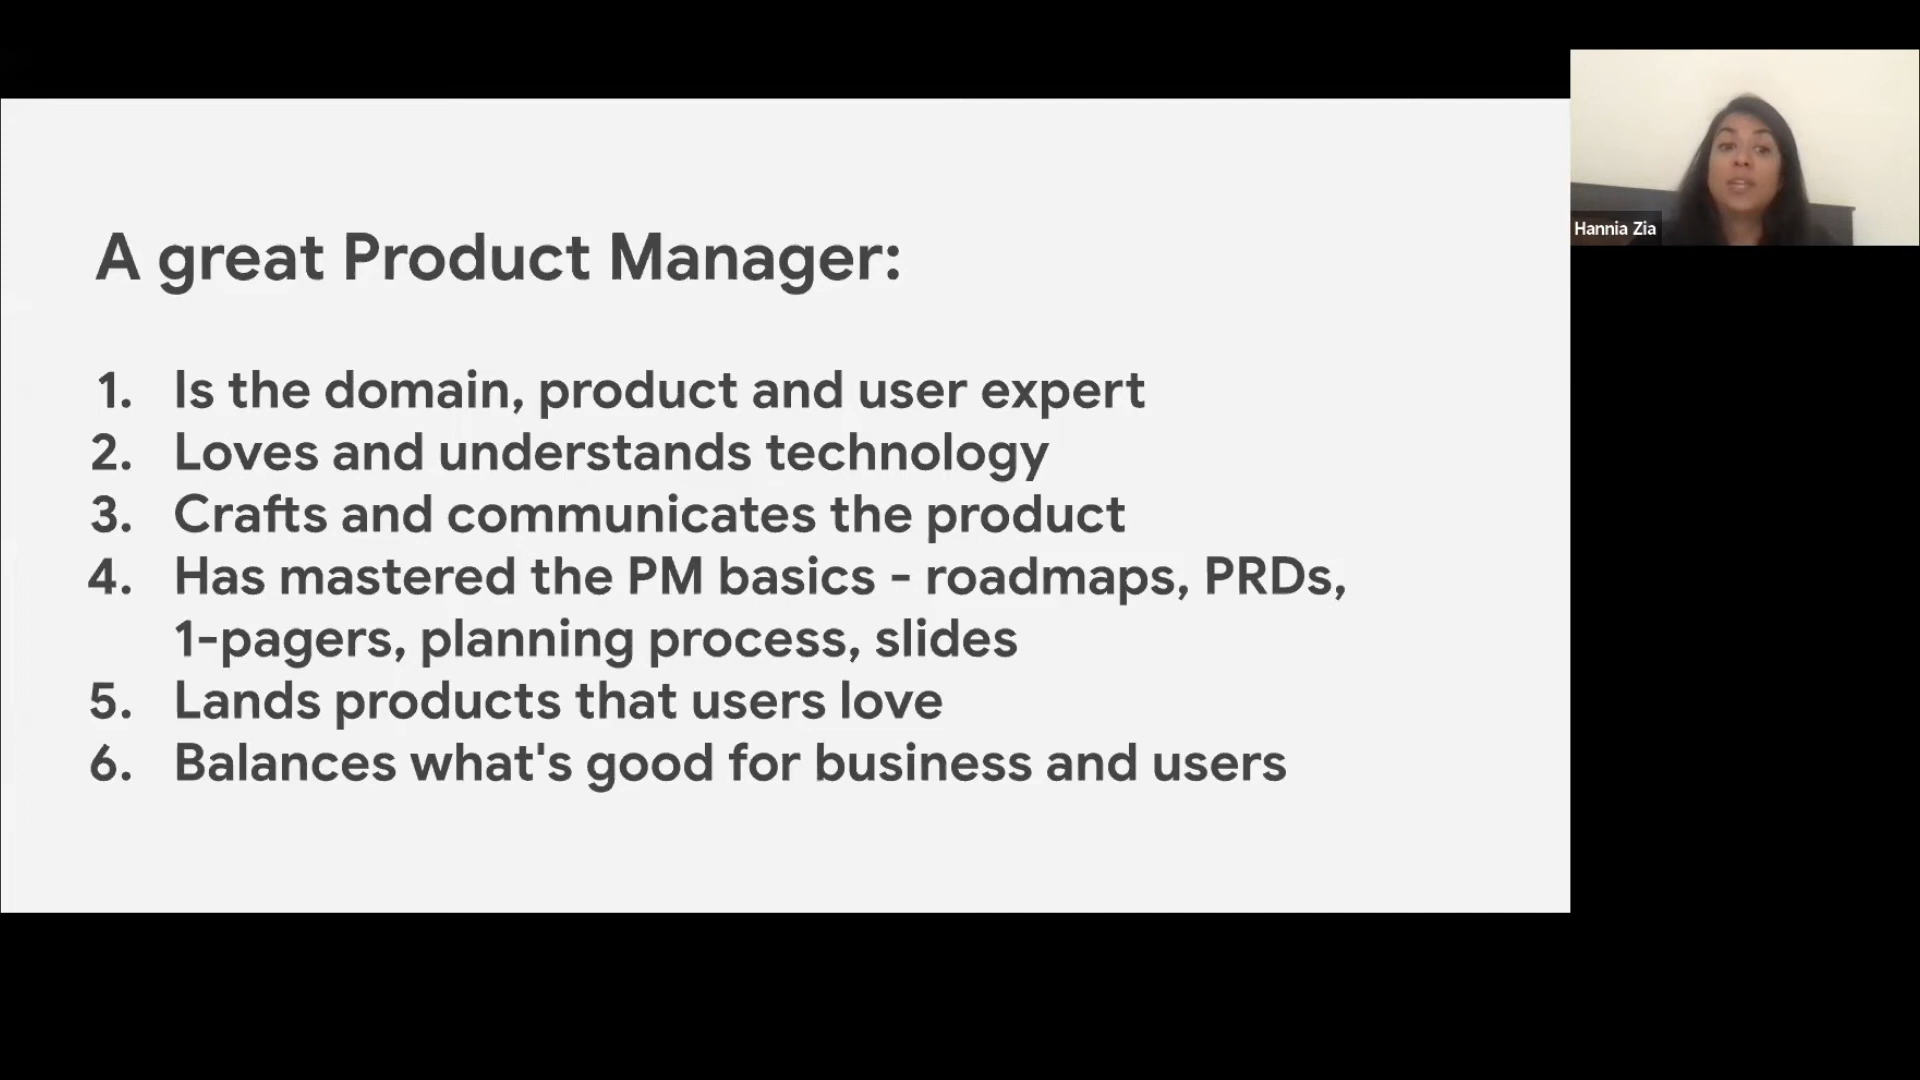 A great Product Manager:
1. Is the domain, product and user expert
2. Loves and understands technology
3. Crafts and communicates the product
4. Has mastered the PM basics - roadmaps, PRDs,
1-pagers, planning process, slides
5. Lands products that users love
6. Balances what's good for business and users
Hannia Zia